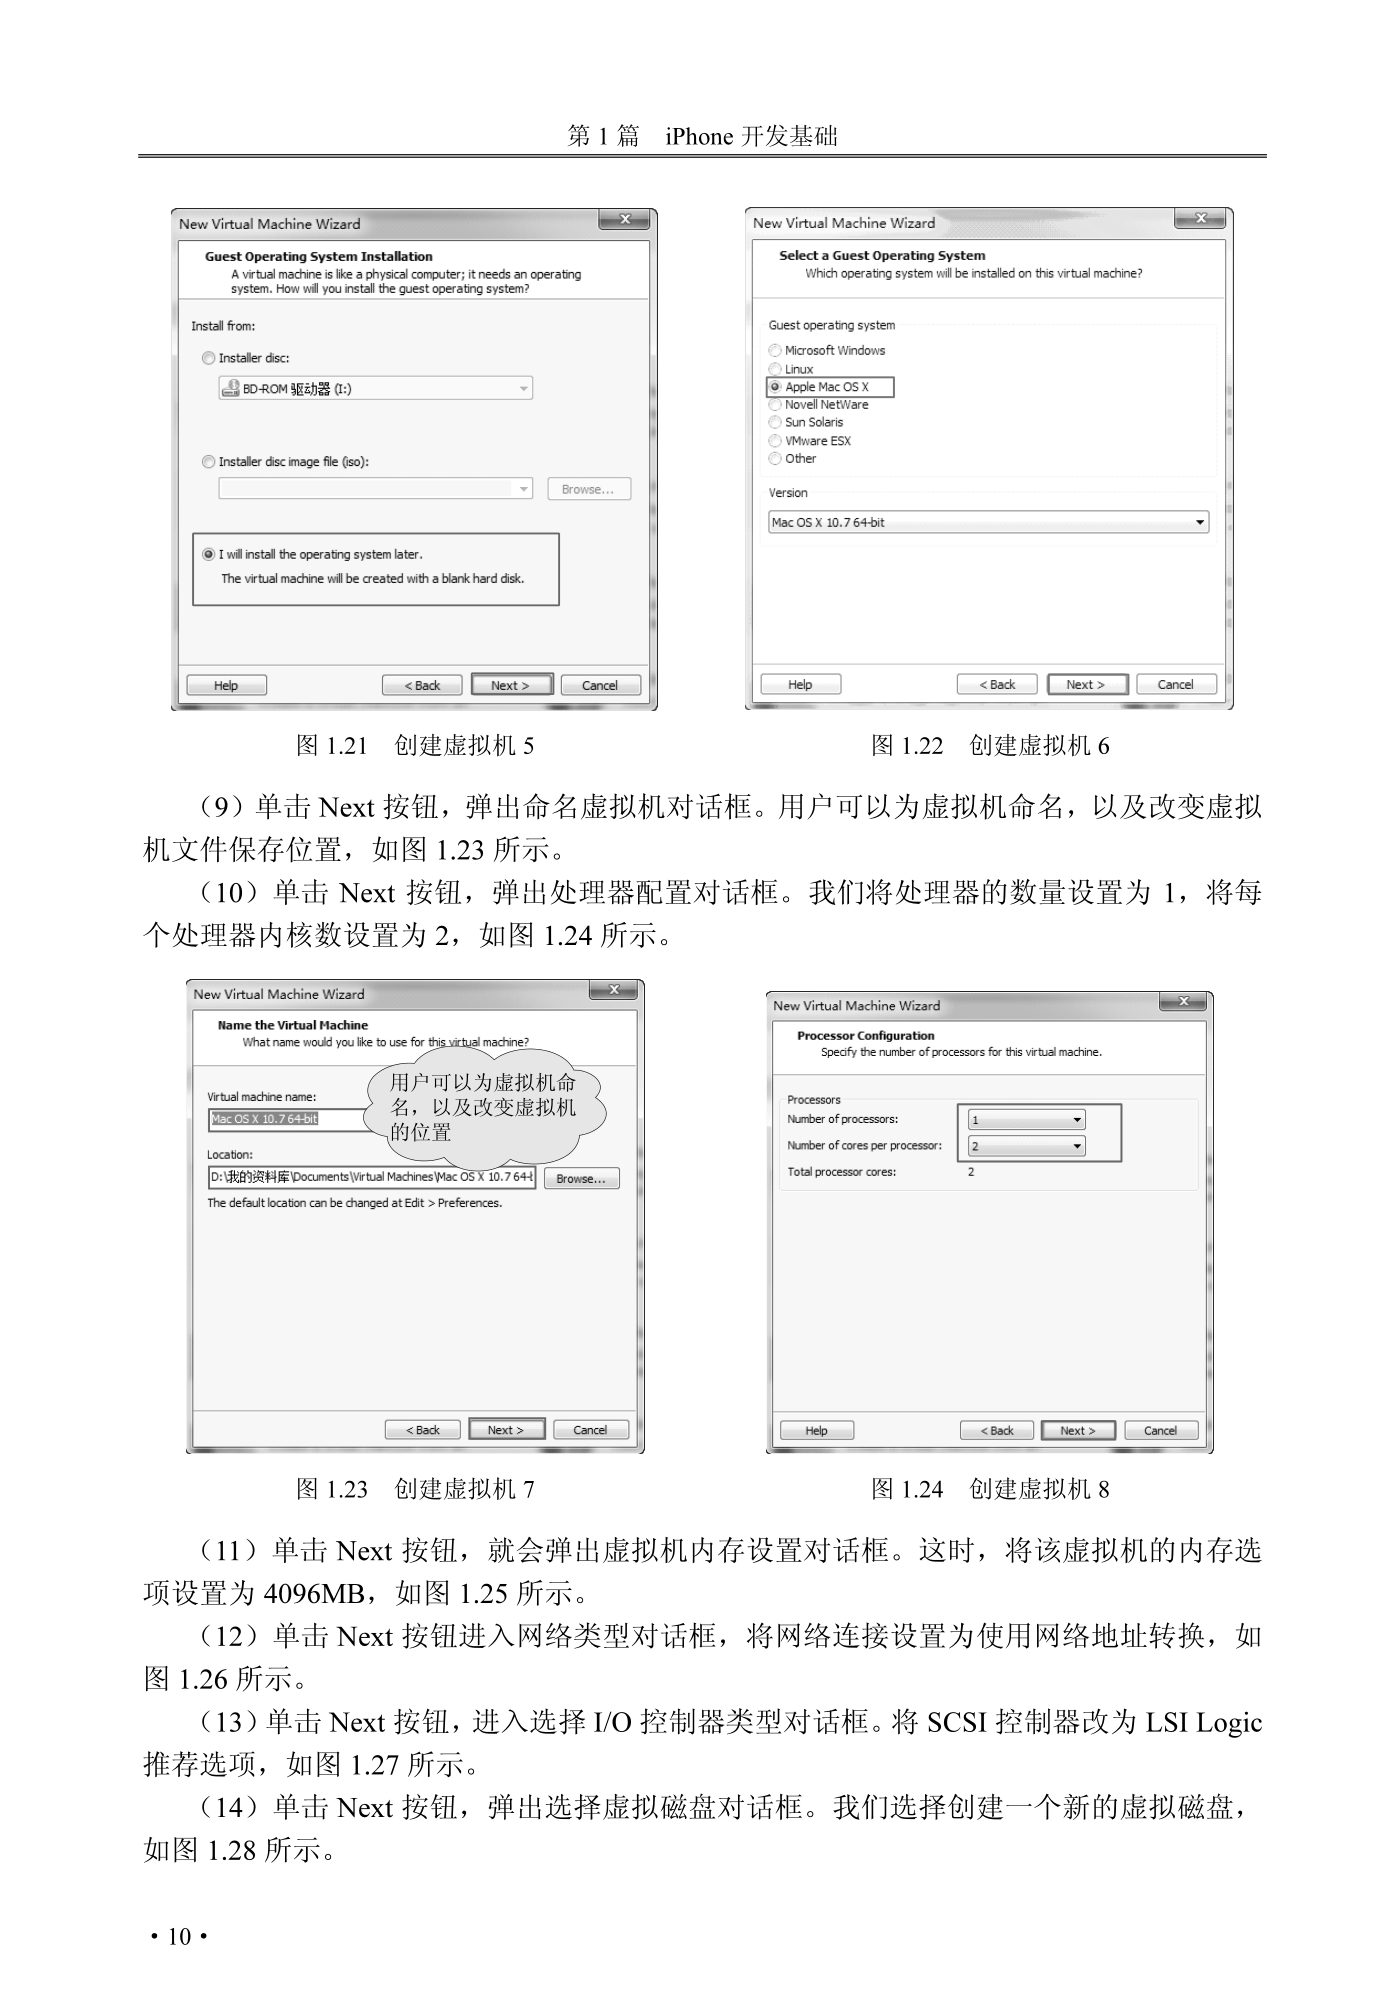 第 1 篇　iPhone 开发基础
New Virtual Machine Wizard
Guest Operating System Installation
A virtual machine is like a physical computer; it needs an operating
system. How will you install the guest operating system?
Install from:
Installer disc:
BD-ROM 驱动器 (I:)
Installer disc image file (iso):
Browse...
I will install the operating system later.
The virtual machine will be created with a blank hard disk.
Help
< Back
Next >
Cancel
New Virtual Machine Wizard
Select a Guest Operating System
Which operating system will be installed on this virtual machine?
Guest operating system
Microsoft Windows
Linux
Apple Mac OS X
Novell NetWare
Sun Solaris
VMware ESX
Other
Version
Mac OS X 10.7 64-bit
Help
< Back
Next >
Cancel
图 1.21　创建虚拟机 5
图 1.22　创建虚拟机 6
（9）单击 Next 按钮，弹出命名虚拟机对话框。用户可以为虚拟机命名，以及改变虚拟
机文件保存位置，如图 1.23 所示。
（10）单击 Next 按钮，弹出处理器配置对话框。我们将处理器的数量设置为 1，将每
个处理器内核数设置为 2，如图 1.24 所示。
New Virtual Machine Wizard
Name the Virtual Machine
What name would you like to use for this virtual machine?
用户可以为虚拟机命
名，以及改变虚拟机
的位置
Virtual machine name:
Mac OS X 10.7 64-bit
Location:
D:\我的资料库\Documents\Virtual Machines\Mac OS X 10.7 64-
Browse...
The default location can be changed at Edit > Preferences.
< Back
Next >
Cancel
New Virtual Machine Wizard
Processor Configuration
Specify the number of processors for this virtual machine.
Processors
Number of processors: 1
Number of cores per processor: 2
Total processor cores: 2
Help
< Back
Next >
Cancel
图 1.23　创建虚拟机 7
图 1.24　创建虚拟机 8
（11）单击 Next 按钮，就会弹出虚拟机内存设置对话框。这时，将该虚拟机的内存选
项设置为 4096MB，如图 1.25 所示。
（12）单击 Next 按钮进入网络类型对话框，将网络连接设置为使用网络地址转换，如
图 1.26 所示。
（13）单击 Next 按钮，进入选择 I/O 控制器类型对话框。将 SCSI 控制器改为 LSI Logic
推荐选项，如图 1.27 所示。
（14）单击 Next 按钮，弹出选择虚拟磁盘对话框。我们选择创建一个新的虚拟磁盘，
如图 1.28 所示。
· 10 ·